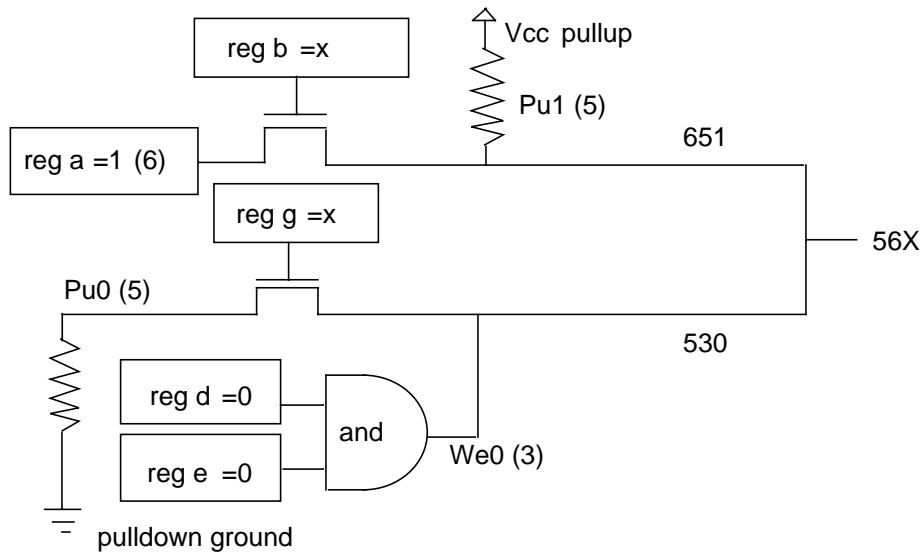 reg b =x
Vcc pullup
Pu1 (5)
651
reg a =1 (6)
reg g =x
56X
Pu0 (5)
530
reg d =0
and
We0 (3)
reg e =0
pulldown ground